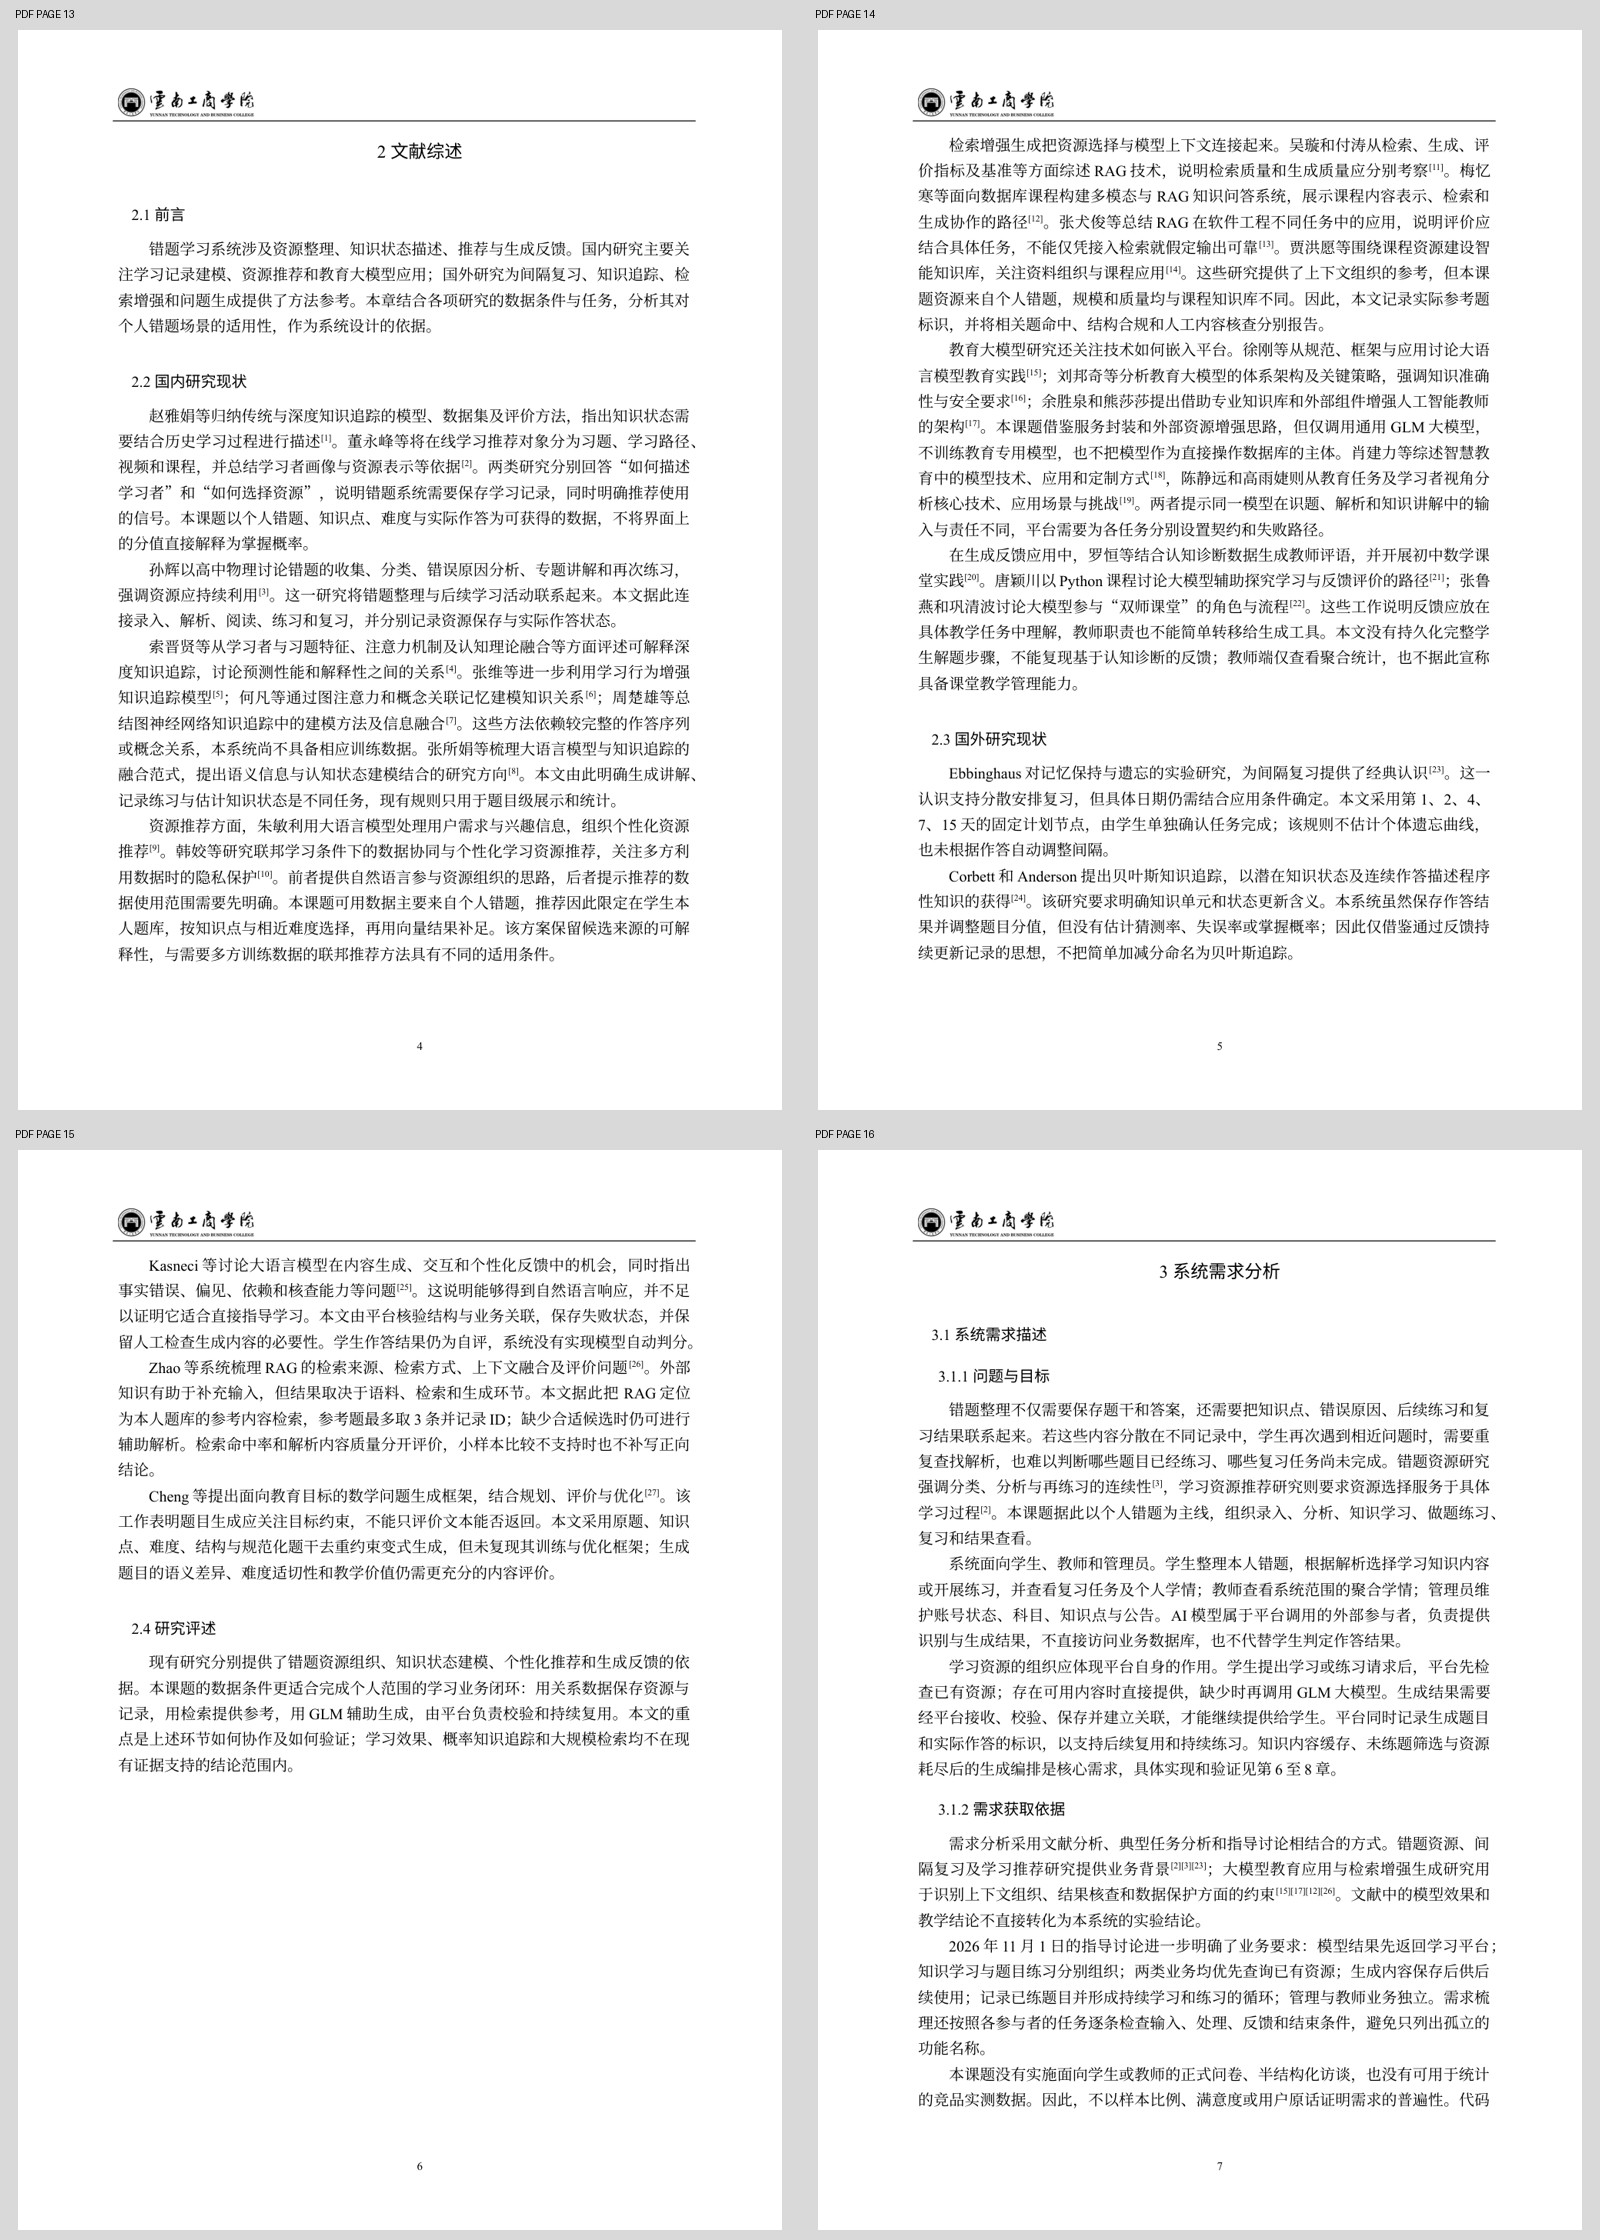 PDF PAGE 13
雲南工商學院
YUNNAN TECHNOLOGY AND BUSINESS COLLEGE
2 文献综述
2.1 前言
错题学习系统涉及资源整理、知识状态描述、推荐与生成反馈。国内研究主要关
注学习记录建模、资源推荐和教育大模型应用；国外研究为间隔复习、知识追踪、检
索增强和问题生成提供了方法参考。本章结合各项研究的数据条件与任务，分析其对
个人错题场景的适用性，作为系统设计的依据。
2.2 国内研究现状
赵雅娟等归纳传统与深度知识追踪的模型、数据集及评价方法，指出知识状态需
要结合历史学习过程进行描述[1]。董永峰等将在线学习推荐对象分为习题、学习路径、
视频和课程，并总结学习者画像与资源表示等依据[2]。两类研究分别回答“如何描述
学习者”和“如何选择资源”，说明错题系统需要保存学习记录，同时明确推荐使用
的信号。本课题以个人错题、知识点、难度与实际作答为可获得的数据，不将界面上
的分值直接解释为掌握概率。
孙辉以高中物理讨论错题的收集、分类、错误原因分析、专题讲解和再次练习，
强调资源应持续利用[3]。这一研究将错题整理与后续学习活动联系起来。本文据此连
接录入、解析、阅读、练习和复习，并分别记录资源保存与实际作答状态。
索晋贤等从学习者与习题特征、注意力机制及认知理论融合等方面评述可解释深
度知识追踪，讨论预测性能和解释性之间的关系[4]。张维等进一步利用学习行为增强
知识追踪模型[5]；何凡等通过图注意力和概念关联记忆建模知识关系[6]；周楚雄等总
结图神经网络知识追踪中的建模方法及信息融合[7]。这些方法依赖较完整的作答序列
或概念关系，本系统尚不具备相应训练数据。张所娟等梳理大语言模型与知识追踪的
融合范式，提出语义信息与认知状态建模结合的研究方向[8]。本文由此明确生成讲解、
记录练习与估计知识状态是不同任务，现有规则只用于题目级展示和统计。
资源推荐方面，朱敏利用大语言模型处理用户需求与兴趣信息，组织个性化资源
推荐[9]。韩姣等研究联邦学习条件下的数据协同与个性化学习资源推荐，关注多方利
用数据时的隐私保护[10]。前者提供自然语言参与资源组织的思路，后者提示推荐的数
据使用范围需要先明确。本课题可用数据主要来自个人错题，推荐因此限定在学生本
人题库，按知识点与相近难度选择，再用向量结果补足。该方案保留候选来源的可解
释性，与需要多方训练数据的联邦推荐方法具有不同的适用条件。
4
PDF PAGE 14
雲南工商學院
YUNNAN TECHNOLOGY AND BUSINESS COLLEGE
检索增强生成把资源选择与模型上下文连接起来。吴璇和付涛从检索、生成、评
价指标及基准等方面综述 RAG 技术，说明检索质量和生成质量应分别考察[11]。梅忆
寒等面向数据库课程构建多模态与 RAG 知识问答系统，展示课程内容表示、检索和
生成协作的路径[12]。张犬俊等总结 RAG 在软件工程不同任务中的应用，说明评价应
结合具体任务，不能仅凭接入检索就假定输出可靠[13]。贾洪愿等围绕课程资源建设智
能知识库，关注资料组织与课程应用[14]。这些研究提供了上下文组织的参考，但本课
题资源来自个人错题，规模和质量均与课程知识库不同。因此，本文记录实际参考题
标识，并将相关题命中、结构合规和人工内容核查分别报告。
教育大模型研究还关注技术如何嵌入平台。徐刚等从规范、框架与应用讨论大语
言模型教育实践[15]；刘邦奇等分析教育大模型的体系架构及关键策略，强调知识准确
性与安全要求[16]；余胜泉和熊莎莎提出借助专业知识库和外部组件增强人工智能教师
的架构[17]。本课题借鉴服务封装和外部资源增强思路，但仅调用通用 GLM 大模型，
不训练教育专用模型，也不把模型作为直接操作数据库的主体。肖建力等综述智慧教
育中的模型技术、应用和定制方式[18]，陈静远和高雨婕则从教育任务及学习者视角分
析核心技术、应用场景与挑战[19]。两者提示同一模型在识题、解析和知识讲解中的输
入与责任不同，平台需要为各任务分别设置契约和失败路径。
在生成反馈应用中，罗恒等结合认知诊断数据生成教师评语，并开展初中数学课
堂实践[20]。唐颖川以 Python 课程讨论大模型辅助探究学习与反馈评价的路径[21]；张鲁
燕和巩清波讨论大模型参与“双师课堂”的角色与流程[22]。这些工作说明反馈应放在
具体教学任务中理解，教师职责也不能简单转移给生成工具。本文没有持久化完整学
生解题步骤，不能复现基于认知诊断的反馈；教师端仅查看聚合统计，也不据此宣称
具备课堂教学管理能力。
2.3 国外研究现状
Ebbinghaus 对记忆保持与遗忘的实验研究，为间隔复习提供了经典认识[23]。这一
认识支持分散安排复习，但具体日期仍需结合应用条件确定。本文采用第 1、2、4、
7、15 天的固定计划节点，由学生单独确认任务完成；该规则不估计个体遗忘曲线，
也未根据作答自动调整间隔。
Corbett 和 Anderson 提出贝叶斯知识追踪，以潜在知识状态及连续作答描述程序
性知识的获得[24]。该研究要求明确知识单元和状态更新含义。本系统虽然保存作答结
果并调整题目分值，但没有估计猜测率、失误率或掌握概率；因此仅借鉴通过反馈持
续更新记录的思想，不把简单加减分命名为贝叶斯追踪。
5
PDF PAGE 15
雲南工商學院
YUNNAN TECHNOLOGY AND BUSINESS COLLEGE
Kasneci 等讨论大语言模型在内容生成、交互和个性化反馈中的机会，同时指出
事实错误、偏见、依赖和核查能力等问题[25]。这说明能够得到自然语言响应，并不足
以证明它适合直接指导学习。本文由平台核验结构与业务关联，保存失败状态，并保
留人工检查生成内容的必要性。学生作答结果仍为自评，系统没有实现模型自动判分。
Zhao 等系统梳理 RAG 的检索来源、检索方式、上下文融合及评价问题[26]。外部
知识有助于补充输入，但结果取决于语料、检索和生成环节。本文据此把 RAG 定位
为本人题库的参考内容检索，参考题最多取 3 条并记录 ID；缺少合适候选时仍可进行
辅助解析。检索命中率和解析内容质量分开评价，小样本比较不支持时也不补写正向
结论。
Cheng 等提出面向教育目标的数学问题生成框架，结合规划、评价与优化[27]。该
工作表明题目生成应关注目标约束，不能只评价文本能否返回。本文采用原题、知识
点、难度、结构与规范化题干去重约束变式生成，但未复现其训练与优化框架；生成
题目的语义差异、难度适切性和教学价值仍需更充分的内容评价。
2.4 研究评述
现有研究分别提供了错题资源组织、知识状态建模、个性化推荐和生成反馈的依
据。本课题的数据条件更适合完成个人范围的学习业务闭环：用关系数据保存资源与
记录，用检索提供参考，用 GLM 辅助生成，由平台负责校验和持续复用。本文的重
点是上述环节如何协作及如何验证；学习效果、概率知识追踪和大规模检索均不在现
有证据支持的结论范围内。
6
PDF PAGE 16
雲南工商學院
YUNNAN TECHNOLOGY AND BUSINESS COLLEGE
3 系统需求分析
3.1 系统需求描述
3.1.1 问题与目标
错题整理不仅需要保存题干和答案，还需要把知识点、错误原因、后续练习和复
习结果联系起来。若这些内容分散在不同记录中，学生再次遇到相近问题时，需要重
复查找解析，也难以判断哪些题目已经练习、哪些复习任务尚未完成。错题资源研究
强调分类、分析与再练习的连续性[3]，学习资源推荐研究则要求资源选择服务于具体
学习过程[2]。本课题据此以个人错题为主线，组织录入、分析、知识学习、做题练习、
复习和结果查看。
系统面向学生、教师和管理员。学生整理本人错题，根据解析选择学习知识内容
或开展练习，并查看复习任务及个人学情；教师查看系统范围的聚合学情；管理员维
护账号状态、科目、知识点与公告。AI 模型属于平台调用的外部参与者，负责提供
识别与生成结果，不直接访问业务数据库，也不代替学生判定作答结果。
学习资源的组织应体现平台自身的作用。学生提出学习或练习请求后，平台先检
查已有资源；存在可用内容时直接提供，缺少时再调用 GLM 大模型。生成结果需要
经平台接收、校验、保存并建立关联，才能继续提供给学生。平台同时记录生成题目
和实际作答的标识，以支持后续复用和持续练习。知识内容缓存、未练题筛选与资源
耗尽后的生成编排是核心需求，具体实现和验证见第 6 至 8 章。
3.1.2 需求获取依据
需求分析采用文献分析、典型任务分析和指导讨论相结合的方式。错题资源、间
隔复习及学习推荐研究提供业务背景[2][3][23]；大模型教育应用与检索增强生成研究用
于识别上下文组织、结果核查和数据保护方面的约束[15][17][12][26]。文献中的模型效果和
教学结论不直接转化为本系统的实验结论。
2026 年 11 月 1 日的指导讨论进一步明确了业务要求：模型结果先返回学习平台；
知识学习与题目练习分别组织；两类业务均优先查询已有资源；生成内容保存后供后
续使用；记录已练题目并形成持续学习和练习的循环；管理与教师业务独立。需求梳
理还按照各参与者的任务逐条检查输入、处理、反馈和结束条件，避免只列出孤立的
功能名称。
本课题没有实施面向学生或教师的正式问卷、半结构化访谈，也没有可用于统计
的竞品实测数据。因此，不以样本比例、满意度或用户原话证明需求的普遍性。代码
7